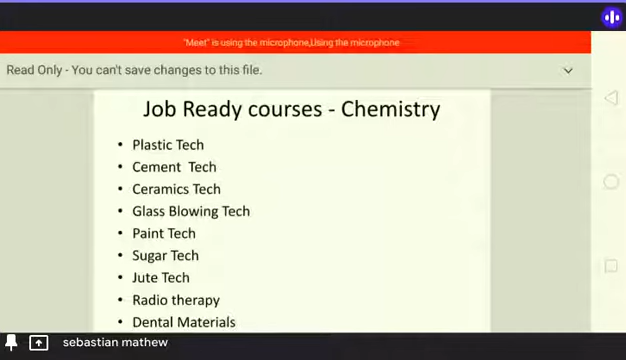 "Meet" is using the microphone,Using the microphone
Read Only - You can't save changes to this file.
Job Ready courses - Chemistry
• Plastic Tech
• Cement Tech
• Ceramics Tech
• Glass Blowing Tech
• Paint Tech
• Sugar Tech
• Jute Tech
• Radio therapy
• Dental Materials
sebastian mathew